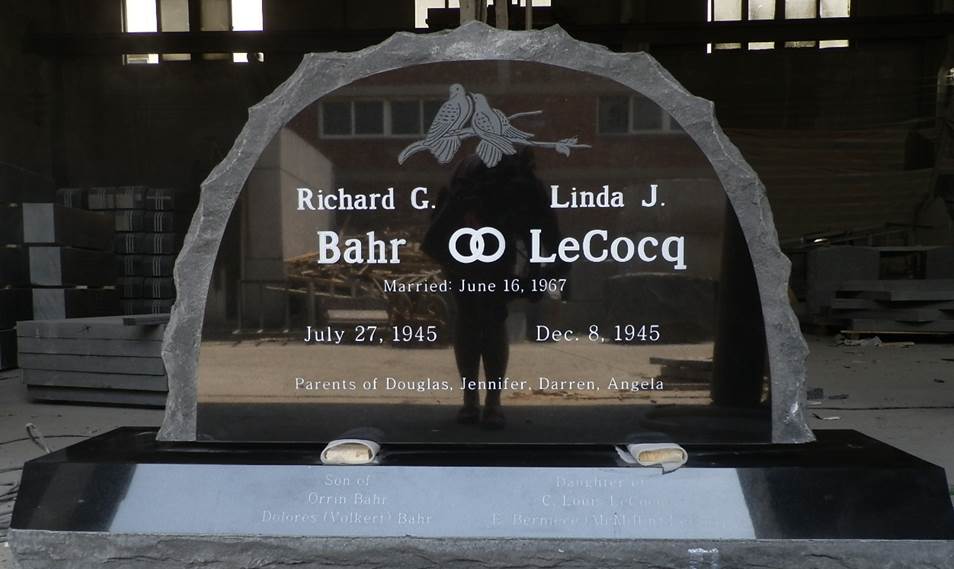 Richard G. Linda J.
Bahr LeCocq
Married: June 16, 1967
July 27, 1945 Dec. 8, 1945
Parents of Douglas, Jennifer, Darren, Angela
Son of Daughter of
Orrin Bahr C. Louis LeCocq
Dolores (Volkert) Bahr E.